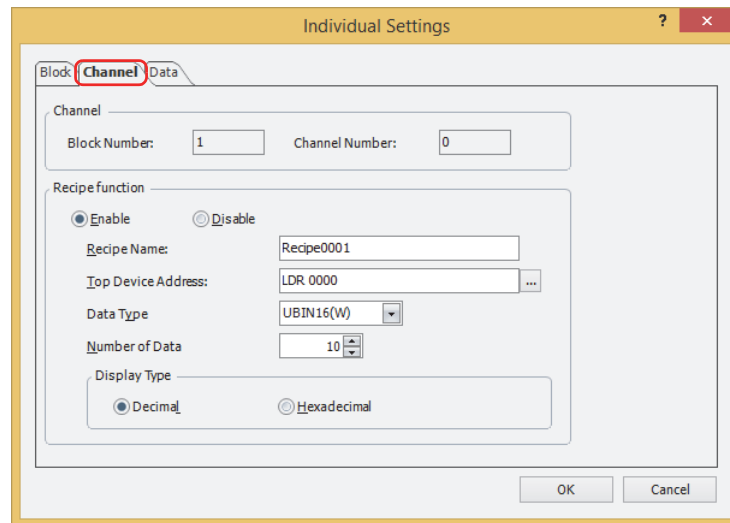 Individual Settings ? ×
Block Channel Data
Channel
Block Number: 1 Channel Number: 0
Recipe function
Enable Disable
Recipe Name: Recipe0001
Top Device Address: LDR 0000 ...
Data Type UBIN16(W)
Number of Data 10
Display Type
Decimal Hexadecimal
OK Cancel